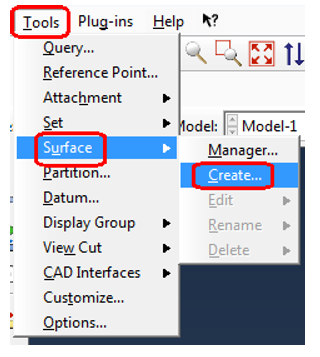 Tools Plug-ins Help
Query...
Reference Point...
Attachment
Set
Model: Model-1
Surface
Manager...
Partition...
Create...
Datum...
Edit
Display Group
Rename
View Cut
Delete
CAD Interfaces
Customize...
Options...